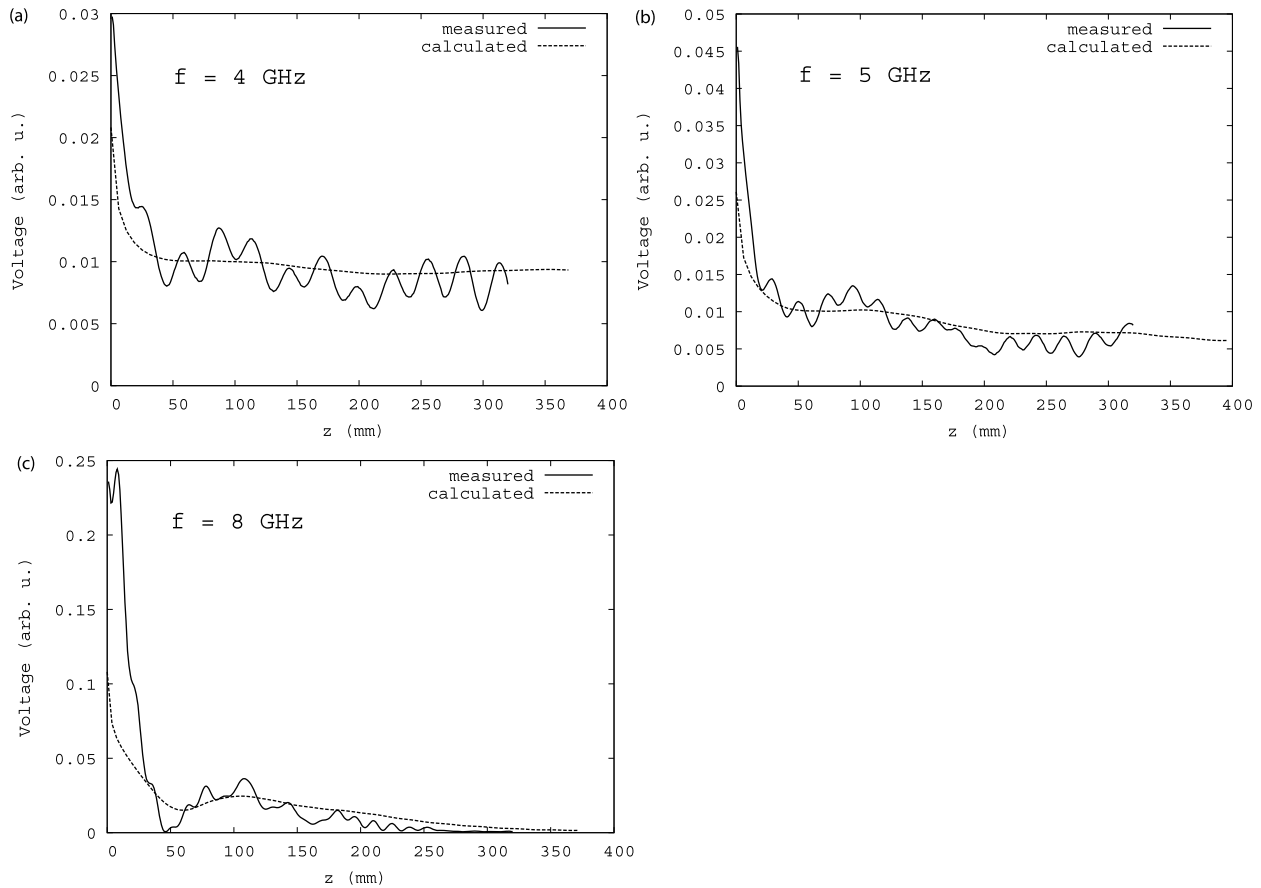 (a)
0.03
0.025
0.02
0.015
0.01
0.005
0
Voltage (arb. u.)
measured
calculated
f = 4 GHz
0 50 100 150 200 250 300 350 400
z (mm)
(b)
0.05
0.045
0.04
0.035
0.03
0.025
0.02
0.015
0.01
0.005
0
Voltage (arb. u.)
measured
calculated
f = 5 GHz
0 50 100 150 200 250 300 350 400
z (mm)
(c)
0.25
0.2
0.15
0.1
0.05
0
Voltage (arb. u.)
measured
calculated
f = 8 GHz
0 50 100 150 200 250 300 350 400
z (mm)